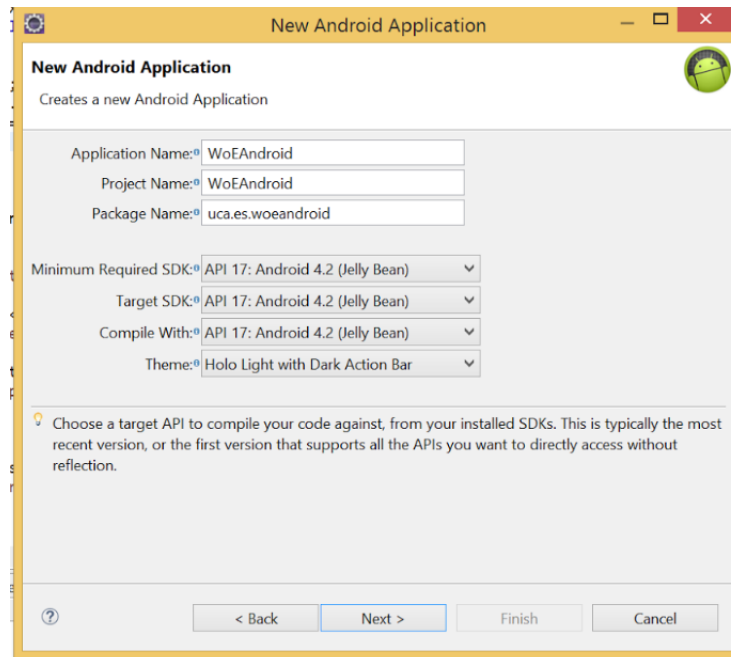 New Android Application
New Android Application
Creates a new Android Application
Application Name: WoEAndroid
Project Name: WoEAndroid
Package Name: uca.es.woeandroid
Minimum Required SDK: API 17: Android 4.2 (Jelly Bean)
Target SDK: API 17: Android 4.2 (Jelly Bean)
Compile With: API 17: Android 4.2 (Jelly Bean)
Theme: Holo Light with Dark Action Bar
Choose a target API to compile your code against, from your installed SDKs. This is typically the most
recent version, or the first version that supports all the APIs you want to directly access without
reflection.
< Back Next > Finish Cancel